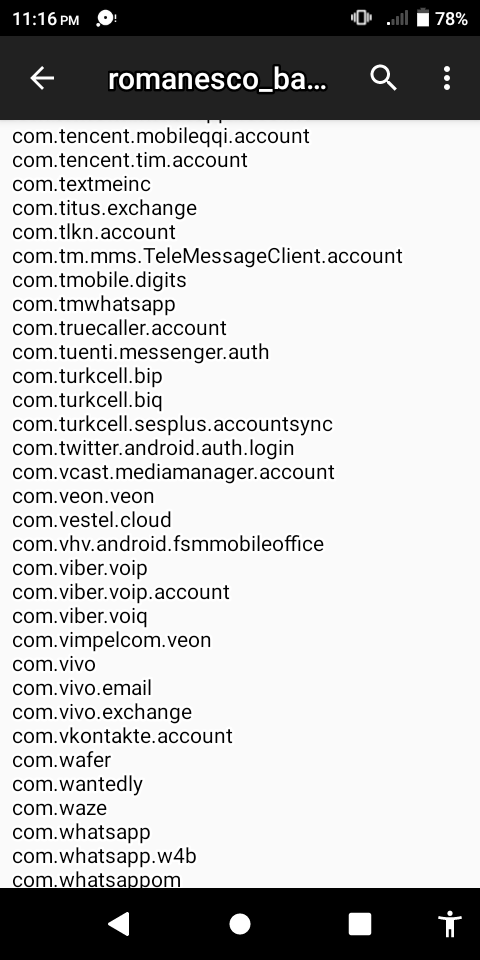 11:16 PM
78%
romanesco_ba...
com.tencent.mobileqqi.account
com.tencent.tim.account
com.textmeinc
com.titus.exchange
com.tlkn.account
com.tm.mms.TeleMessageClient.account
com.tmobile.digits
com.tmwhatsapp
com.truecaller.account
com.tuenti.messenger.auth
com.turkcell.bip
com.turkcell.biq
com.turkcell.sesplus.accountsync
com.twitter.android.auth.login
com.vcast.mediamanager.account
com.veon.veon
com.vestel.cloud
com.vhv.android.fsmmobileoffice
com.viber.voip
com.viber.voip.account
com.viber.voiq
com.vimpelcom.veon
com.vivo
com.vivo.email
com.vivo.exchange
com.vkontakte.account
com.wafer
com.wantedly
com.waze
com.whatsapp
com.whatsapp.w4b
com.whatsappom